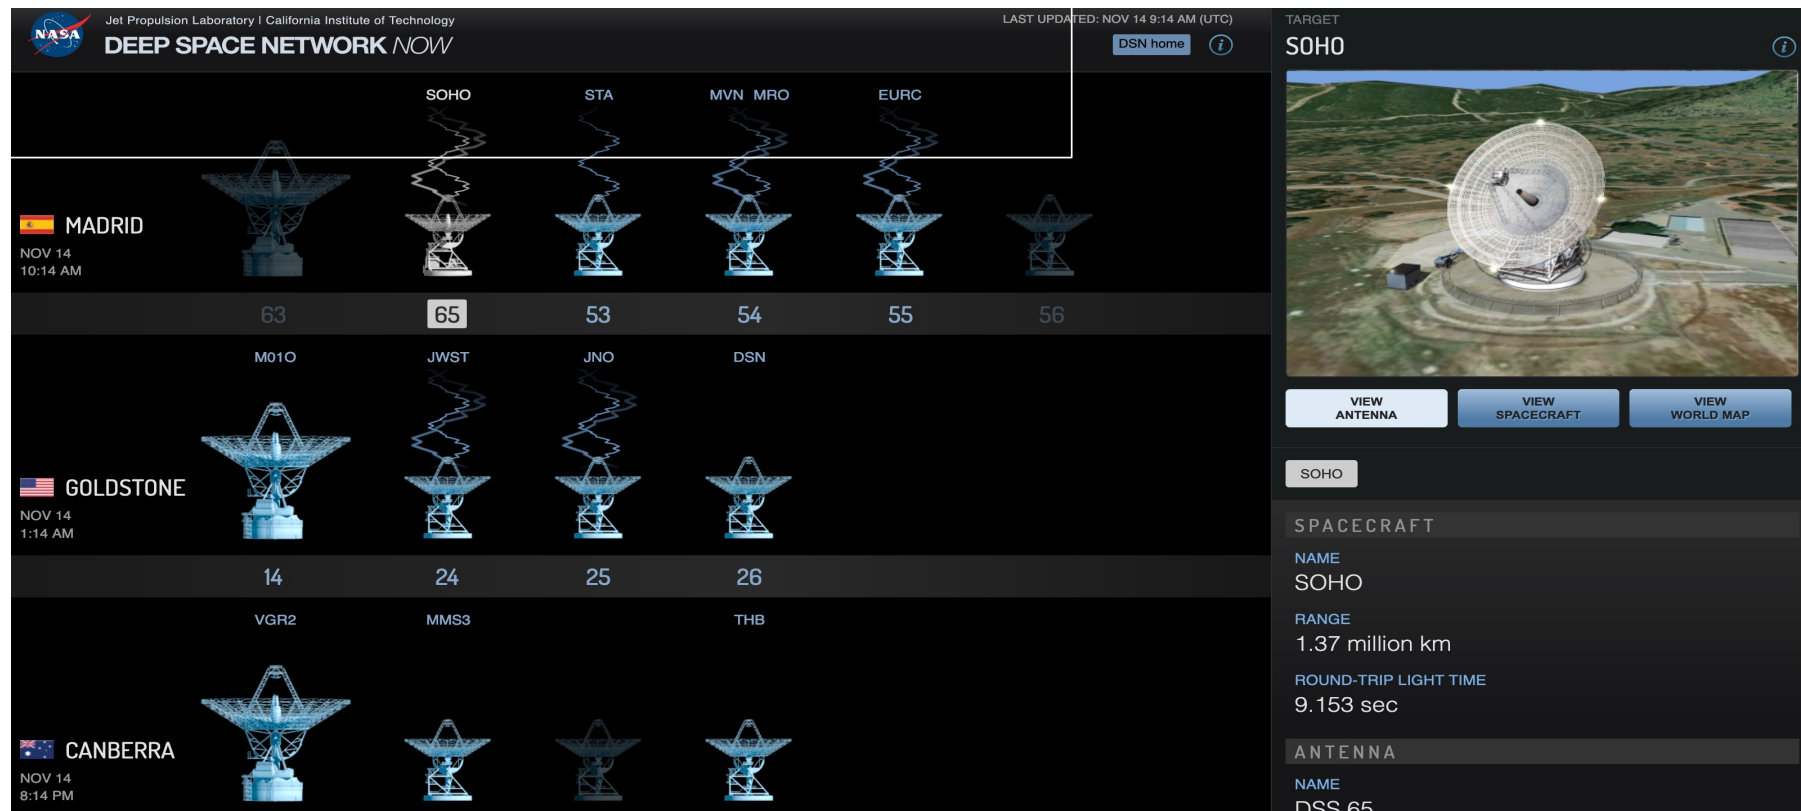 NASA
Jet Propulsion Laboratory | California Institute of Technology
DEEP SPACE NETWORK NOW
LAST UPDATED: NOV 14 9:14 AM (UTC)
DSN home
i
SOHO
STA
MVN MRO
EURC
MADRID
NOV 14
10:14 AM
63
65
53
54
55
56
M01O
JWST
JNO
DSN
GOLDSTONE
NOV 14
1:14 AM
14
24
25
26
VGR2
MMS3
THB
CANBERRA
NOV 14
8:14 PM
TARGET
SOHO
i
VIEW
ANTENNA
VIEW
SPACECRAFT
VIEW
WORLD MAP
SOHO
SPACECRAFT
NAME
SOHO
RANGE
1.37 million km
ROUND-TRIP LIGHT TIME
9.153 sec
ANTENNA
NAME
DSS 65